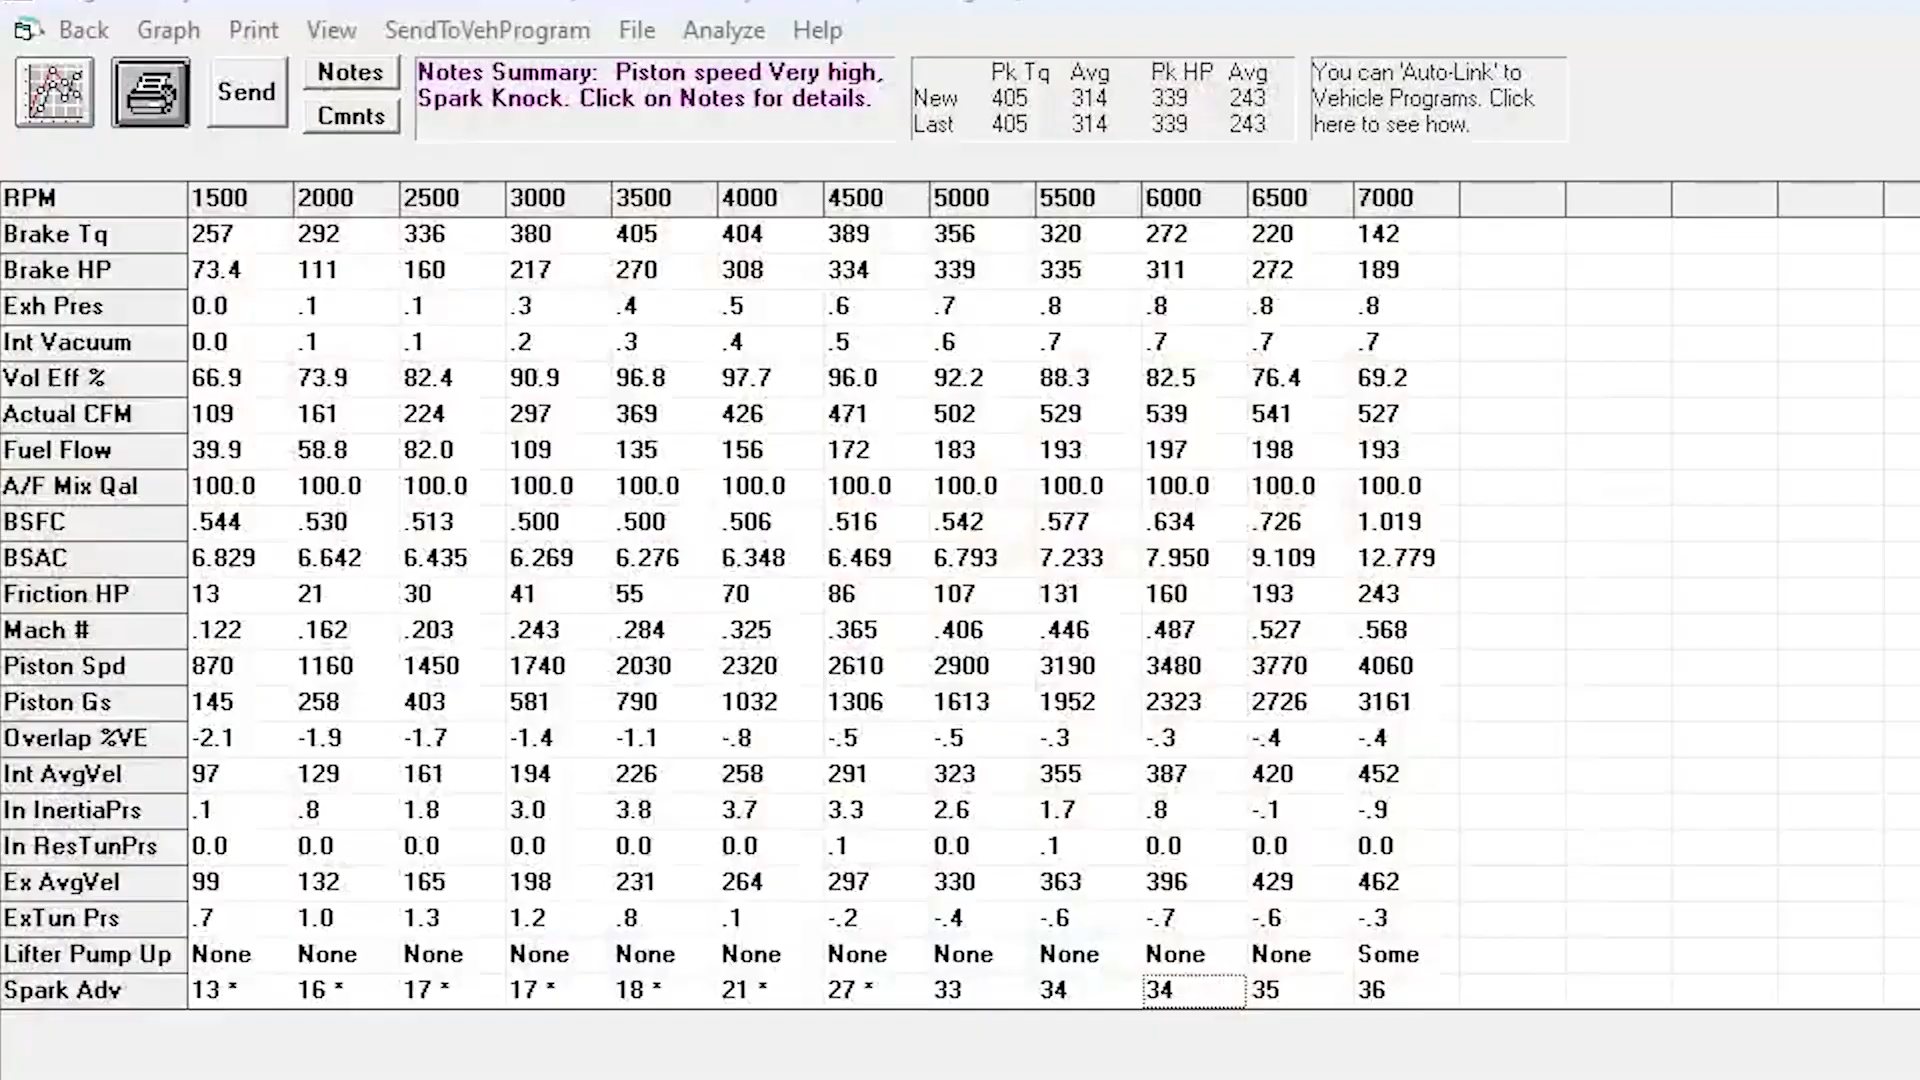 Back Graph Print View SendToVehProgram File Analyze Help
Send
Notes
Cmnts
Notes Summary: Piston speed Very high,
Spark Knock. Click on Notes for details.
Pk Tq Avg Pk HP Avg
New 405 314 339 243
Last 405 314 339 243
You can 'Auto-Link' to
Vehicle Programs. Click
here to see how.
RPM 1500 2000 2500 3000 3500 4000 4500 5000 5500 6000 6500 7000
Brake Tq 257 292 336 380 405 404 389 356 320 272 220 142
Brake HP 73.4 111 160 217 270 308 334 339 335 311 272 189
Exh Pres 0.0 .1 .1 .3 .4 .5 .6 .7 .8 .8 .8 .8
Int Vacuum 0.0 .1 .1 .2 .3 .4 .5 .6 .7 .7 .7 .7
Vol Eff % 66.9 73.9 82.4 90.9 96.8 97.7 96.0 92.2 88.3 82.5 76.4 69.2
Actual CFM 109 161 224 297 369 426 471 502 529 539 541 527
Fuel Flow 39.9 58.8 82.0 109 135 156 172 183 193 197 198 193
A/F Mix Qal 100.0 100.0 100.0 100.0 100.0 100.0 100.0 100.0 100.0 100.0 100.0 100.0
BSFC .544 .530 .513 .500 .500 .506 .516 .542 .577 .634 .726 1.019
BSAC 6.829 6.642 6.435 6.269 6.276 6.348 6.469 6.793 7.233 7.950 9.109 12.779
Friction HP 13 21 30 41 55 70 86 107 131 160 193 243
Mach # .122 .162 .203 .243 .284 .325 .365 .406 .446 .487 .527 .568
Piston Spd 870 1160 1450 1740 2030 2320 2610 2900 3190 3480 3770 4060
Piston Gs 145 258 403 581 790 1032 1306 1613 1952 2323 2726 3161
Overlap %VE -2.1 -1.9 -1.7 -1.4 -1.1 -.8 -.5 -.5 -.3 -.3 -.4 -.4
Int AvgVel 97 129 161 194 226 258 291 323 355 387 420 452
In InertiaPrs .1 .8 1.8 3.0 3.8 3.7 3.3 2.6 1.7 .8 -.1 -.9
In ResTunPrs 0.0 0.0 0.0 0.0 0.0 0.0 .1 0.0 .1 0.0 0.0 0.0
Ex AvgVel 99 132 165 198 231 264 297 330 363 396 429 462
ExTun Prs .7 1.0 1.3 1.2 .8 .1 -.2 -.4 -.6 -.7 -.6 -.3
Lifter Pump Up None None None None None None None None None None None Some
Spark Adv 13 * 16 * 17 * 17 * 18 * 21 * 27 * 33 34 34 35 36